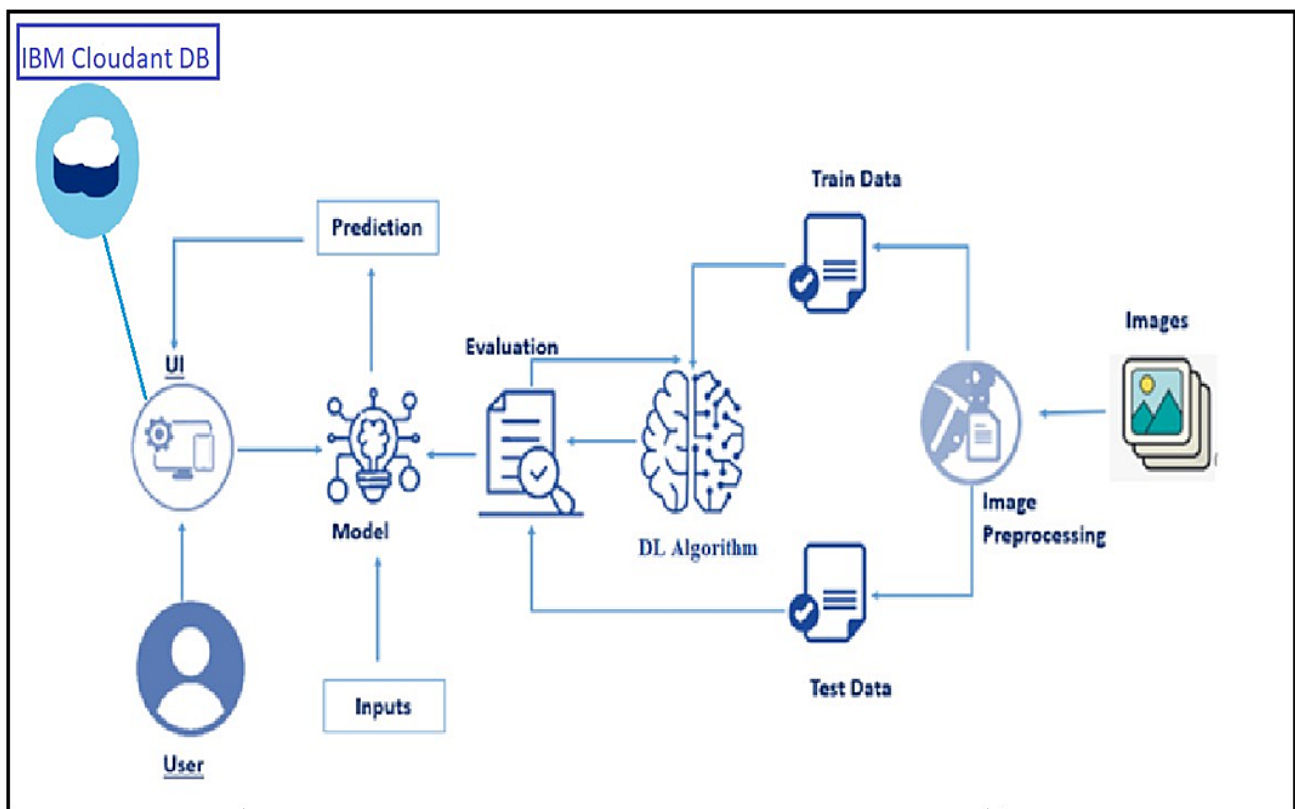 IBM Cloudant DB
Train Data
Prediction
Images
Evaluation
UI
Image
Preprocessing
Model
DL Algorithm
Test Data
Inputs
User